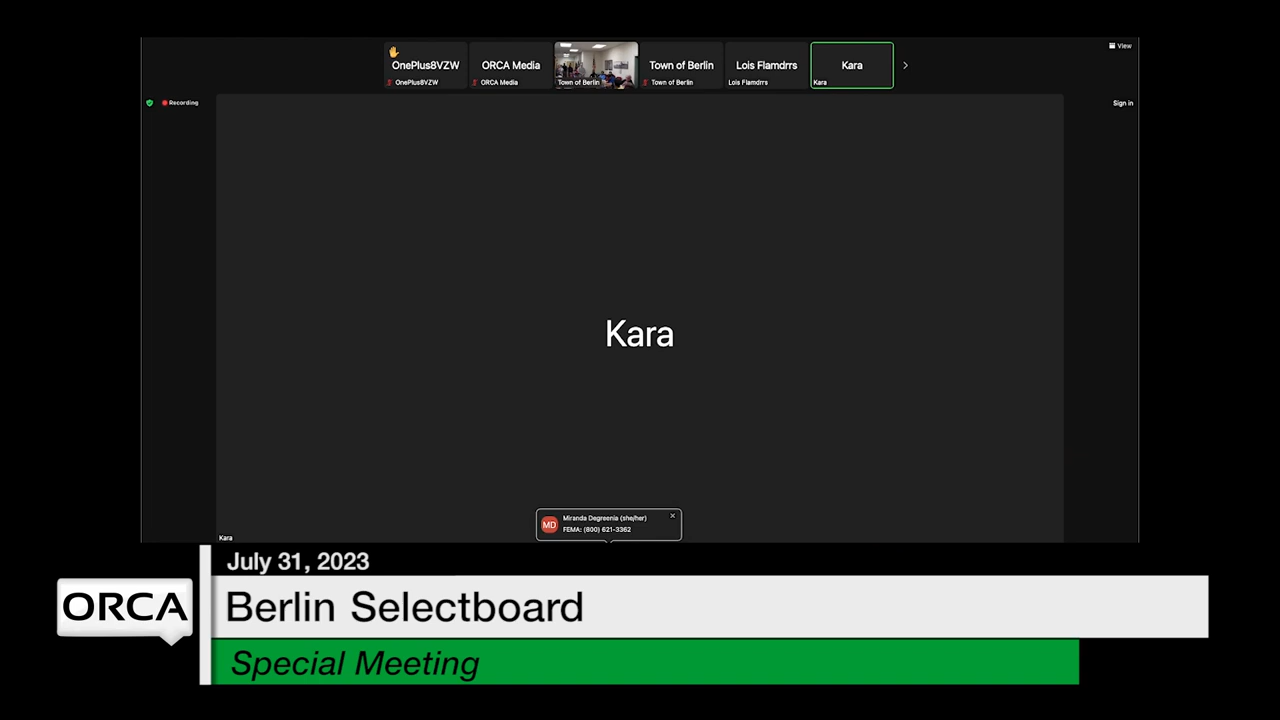 View
OnePlus8VZW
OnePlus8VZW
ORCA Media
ORCA Media
Town of Berlin
Town of Berlin
Town of Berlin
Lois Flamdrrs
Lois Flamdrrs
Kara
Kara
Recording
Sign in
Kara
Miranda Degreenia (she/her)
MD
FEMA: (800) 621-3362
Kara
July 31, 2023
ORCA
Berlin Selectboard
Special Meeting